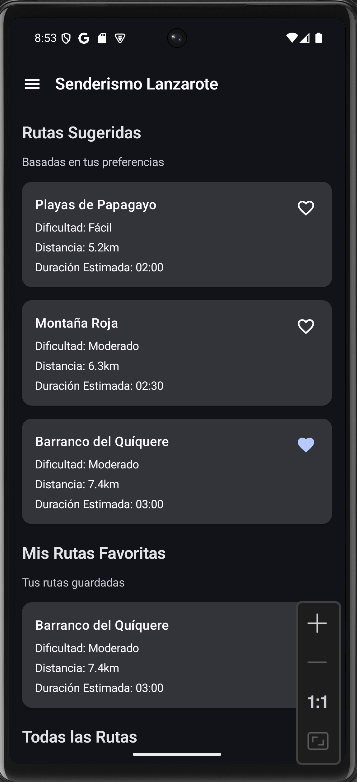 8:53
Senderismo Lanzarote
Rutas Sugeridas
Basadas en tus preferencias
Playas de Papagayo
Dificultad: Fácil
Distancia: 5.2km
Duración Estimada: 02:00
Montaña Roja
Dificultad: Moderado
Distancia: 6.3km
Duración Estimada: 02:30
Barranco del Quíquere
Dificultad: Moderado
Distancia: 7.4km
Duración Estimada: 03:00
Mis Rutas Favoritas
Tus rutas guardadas
Barranco del Quíquere
Dificultad: Moderado
Distancia: 7.4km
Duración Estimada: 03:00
1:1
Todas las Rutas